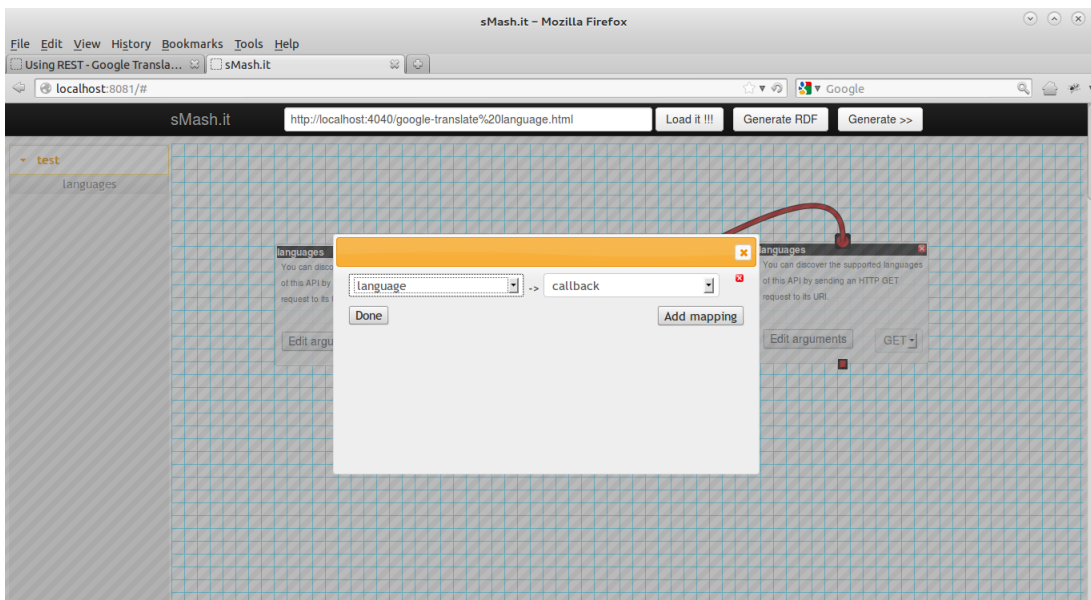 sMash.it - Mozilla Firefox
File Edit View History Bookmarks Tools Help
Using REST - Google Transla... sMash.it
localhost:8081/# Google
sMash.it http://localhost:4040/google-translate%20language.html Load it !!! Generate RDF Generate >>
test
languages
languages
You can disco
of this API by
request to its
Edit argu
language -> callback
Done Add mapping
languages
You can discover the supported languages
of this API by sending an HTTP GET
request to its URI.
Edit arguments GET